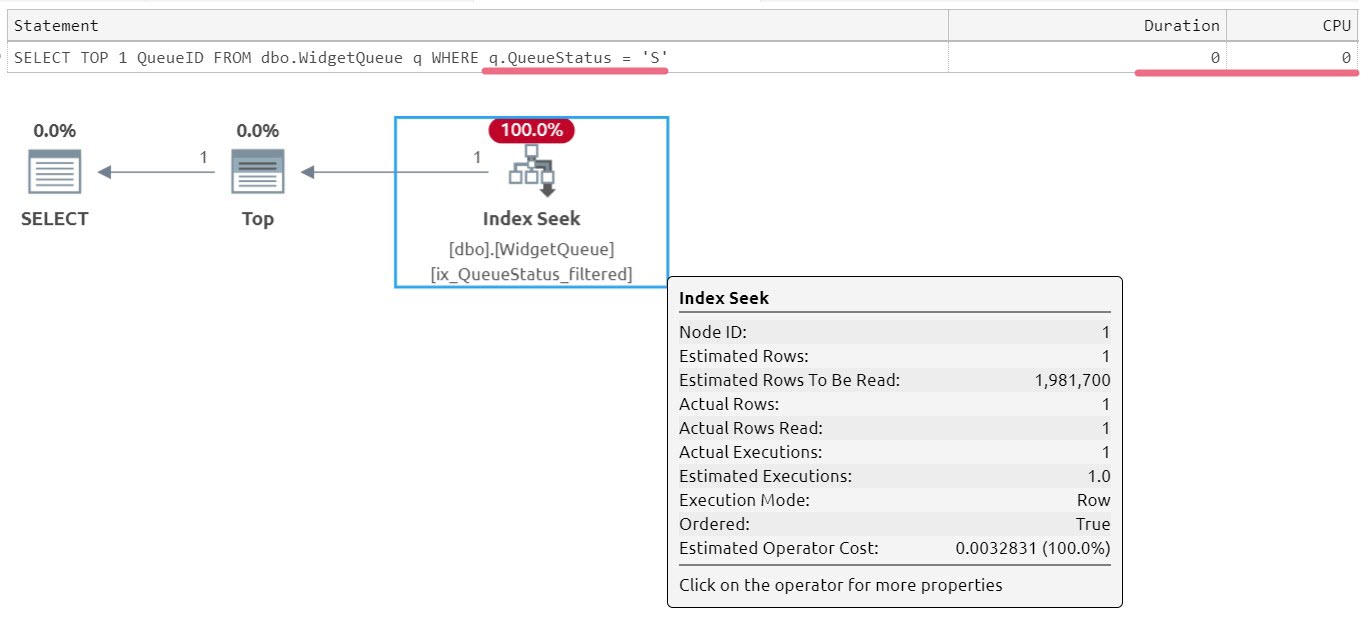 Statement Duration CPU
SELECT TOP 1 QueueID FROM dbo.WidgetQueue q WHERE q.QueueStatus = 'S' 0 0
0.0% 0.0% 100.0%
1 1
SELECT Top Index Seek
[dbo].[WidgetQueue]
[ix_QueueStatus_filtered]
Index Seek
Node ID: 1
Estimated Rows: 1
Estimated Rows To Be Read: 1,981,700
Actual Rows: 1
Actual Rows Read: 1
Actual Executions: 1
Estimated Executions: 1.0
Execution Mode: Row
Ordered: True
Estimated Operator Cost: 0.0032831 (100.0%)
Click on the operator for more properties